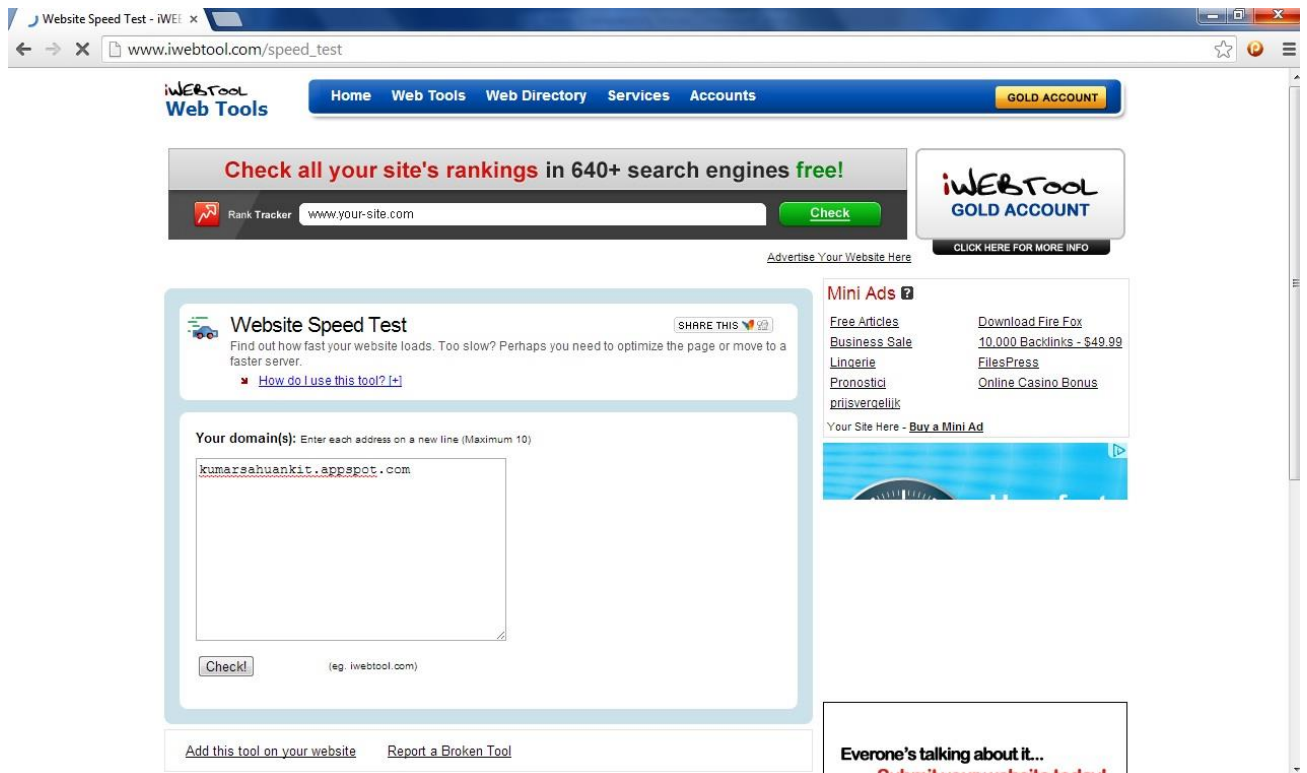 Website Speed Test - iWEE
www.iwebtool.com/speed_test
iWEBTOOL
Web Tools
Home Web Tools Web Directory Services Accounts
GOLD ACCOUNT
Check all your site's rankings in 640+ search engines free!
Rank Tracker www.your-site.com Check
iWEBTOOL
GOLD ACCOUNT
CLICK HERE FOR MORE INFO
Advertise Your Website Here
Website Speed Test
SHARE THIS
Find out how fast your website loads. Too slow? Perhaps you need to optimize the page or move to a
faster server.
How do I use this tool? [+]
Your domain(s): Enter each address on a new line (Maximum 10)
kumarsahuankit.appspot.com
Check! (eg. iwebtool.com)
Add this tool on your website Report a Broken Tool
Mini Ads ?
Free Articles Download Fire Fox
Business Sale 10,000 Backlinks - $49.99
Lingerie FilesPress
Pronostici Online Casino Bonus
prijsvergelijk
Your Site Here - Buy a Mini Ad
Everone's talking about it...
Submit your website today!